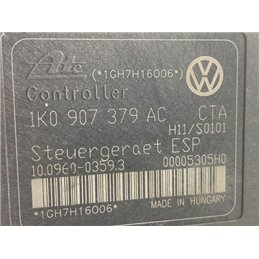 Ate
(*1GH7H16006*)
Controller
1K0 907 379 AC CTA
H11/S0101
Steuergeraet ESP
10.0960-0359.3 00005305H0
*1GH7H16006*
MADE IN HUNGARY